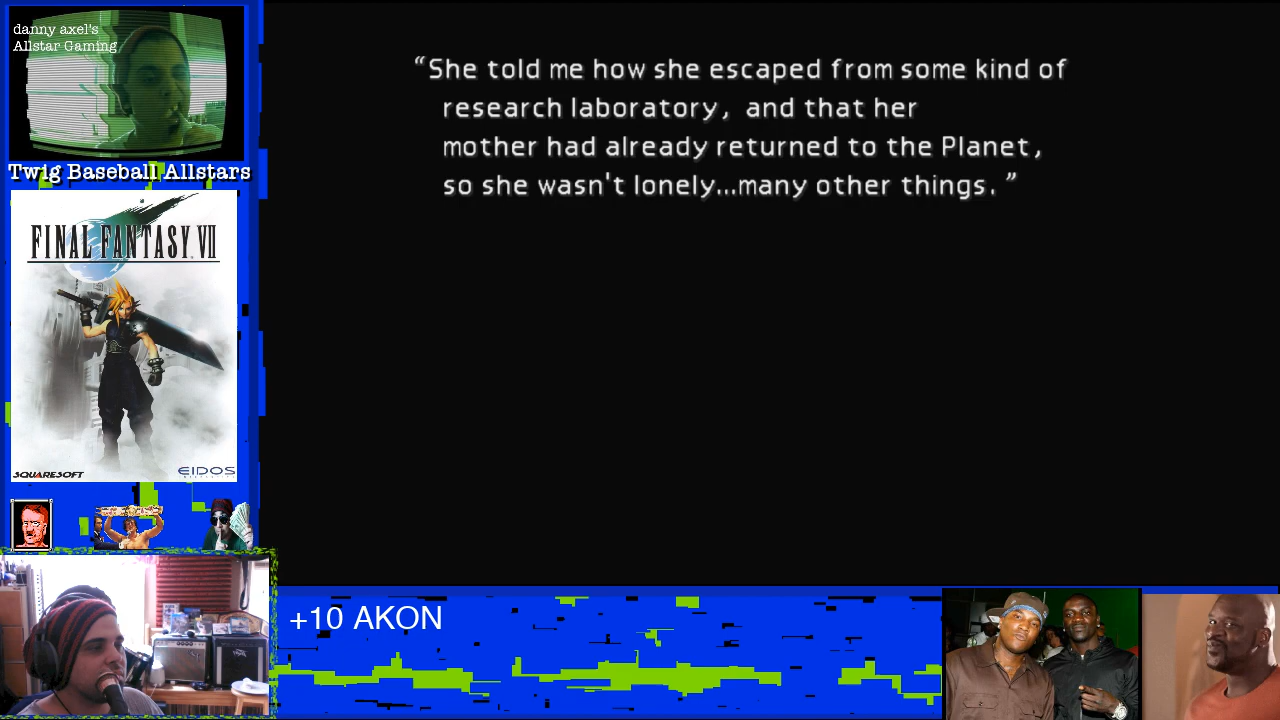 danny axel's
Allstar Gaming
Twig Baseball Allstars
FINAL FANTASY VII
SQUARESOFT
EIDOS
“She told me how she escaped from some kind of
research laboratory, and that her
mother had already returned to the Planet,
so she wasn't lonely...many other things.”
+10 AKON